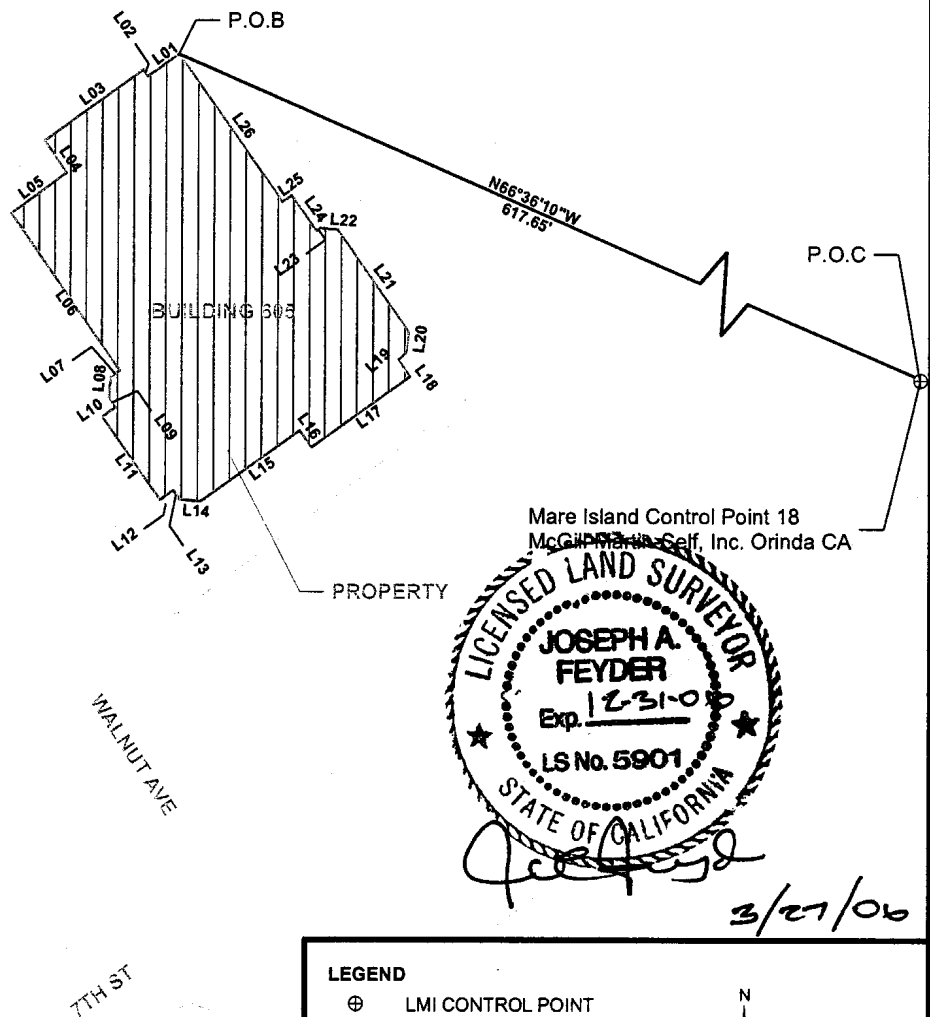 P.O.B
L02
L01
L03
L26
L04
L05
L25
L24
L22
L23
N66°36'10"W
617.65'
P.O.C
L21
L06
BUILDING 605
L20
L19
L07
L08
L18
L10
L09
L17
L16
L11
L15
L14
L12
L13
Mare Island Control Point 18
McGill Martin Self, Inc. Orinda CA
PROPERTY
LICENSED LAND SURVEYOR
JOSEPH A.
FEYDER
Exp.
LS No. 5901
STATE OF CALIFORNIA
WALNUT AVE
3/27/06
7TH ST
LEGEND
⊕ LMI CONTROL POINT
N